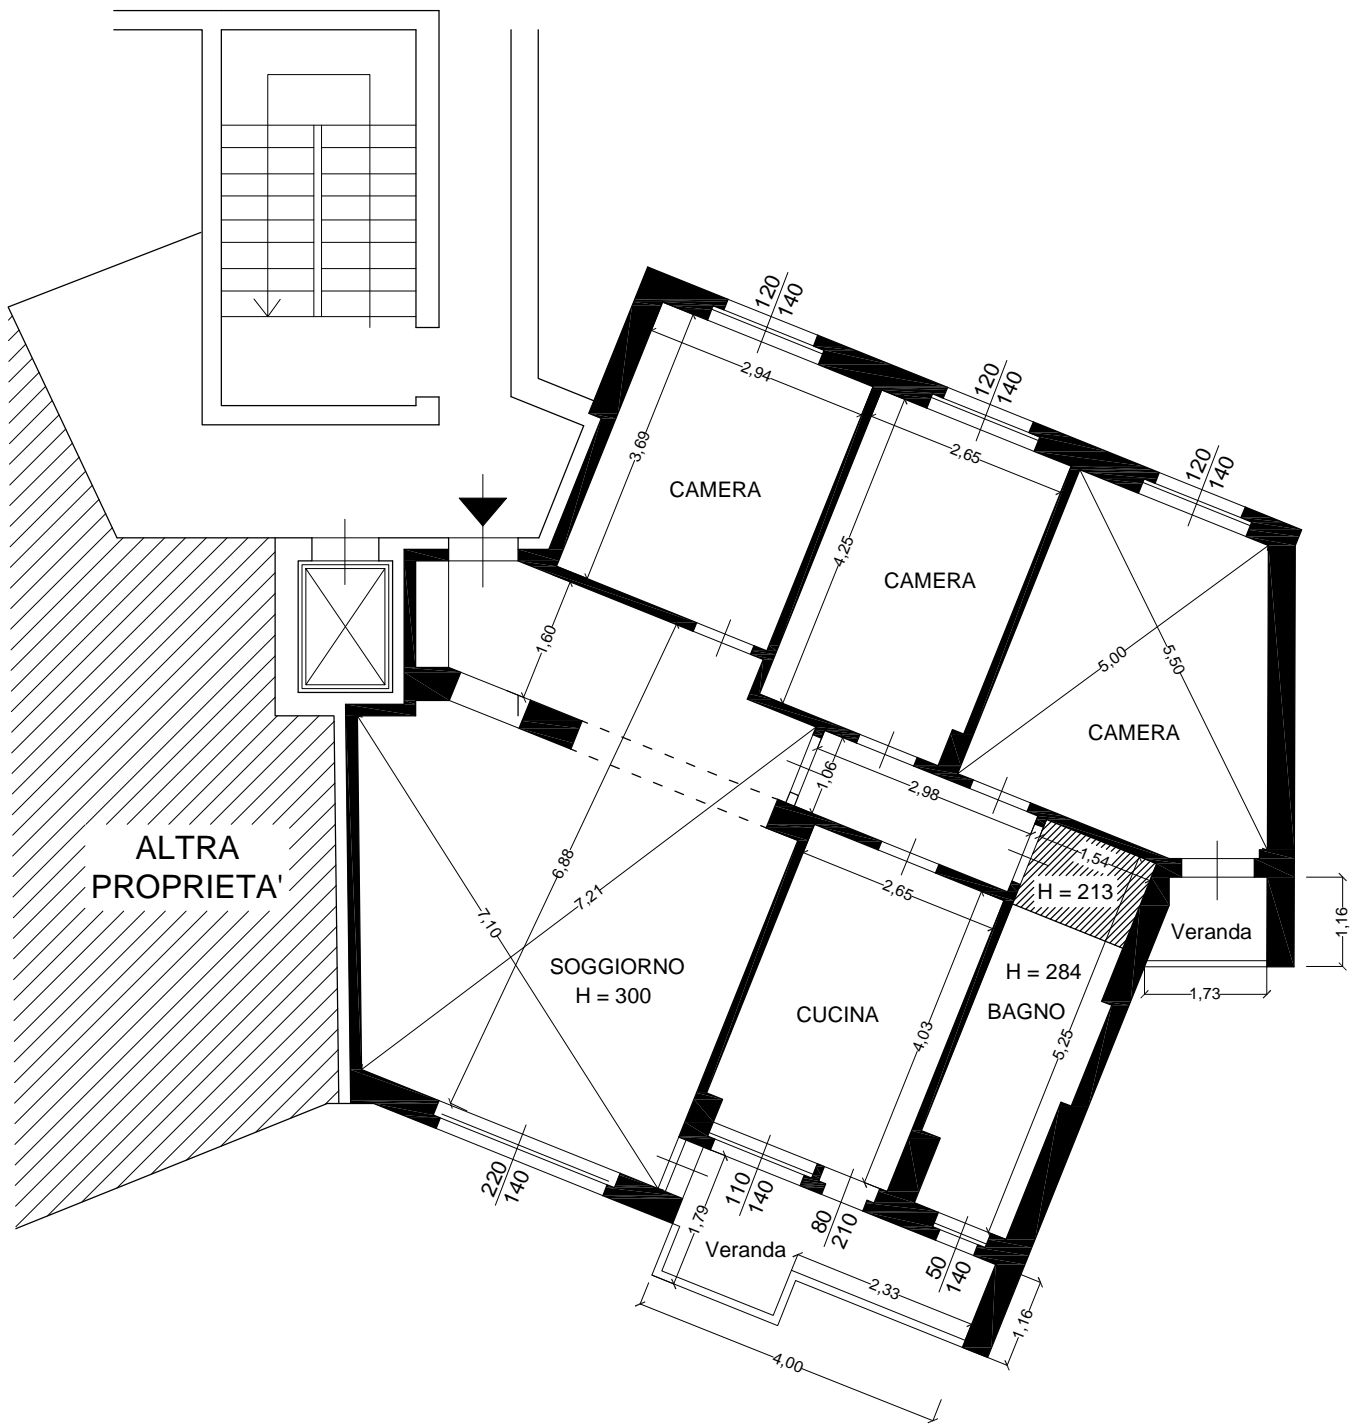 120
140
120
140
120
140
2,94
2,65
3,69
CAMERA
4,25
CAMERA
5,00
5,50
CAMERA
1,60
1,06
2,98
ALTRA
PROPRIETA'
6,88
7,21
7,10
2,65
1,54
H = 213
SOGGIORNO
H = 300
CUCINA
4,03
H = 284
BAGNO
5,25
Veranda
1,16
1,73
220
140
110
140
80
210
50
140
1,79
Veranda
2,33
1,16
4,00